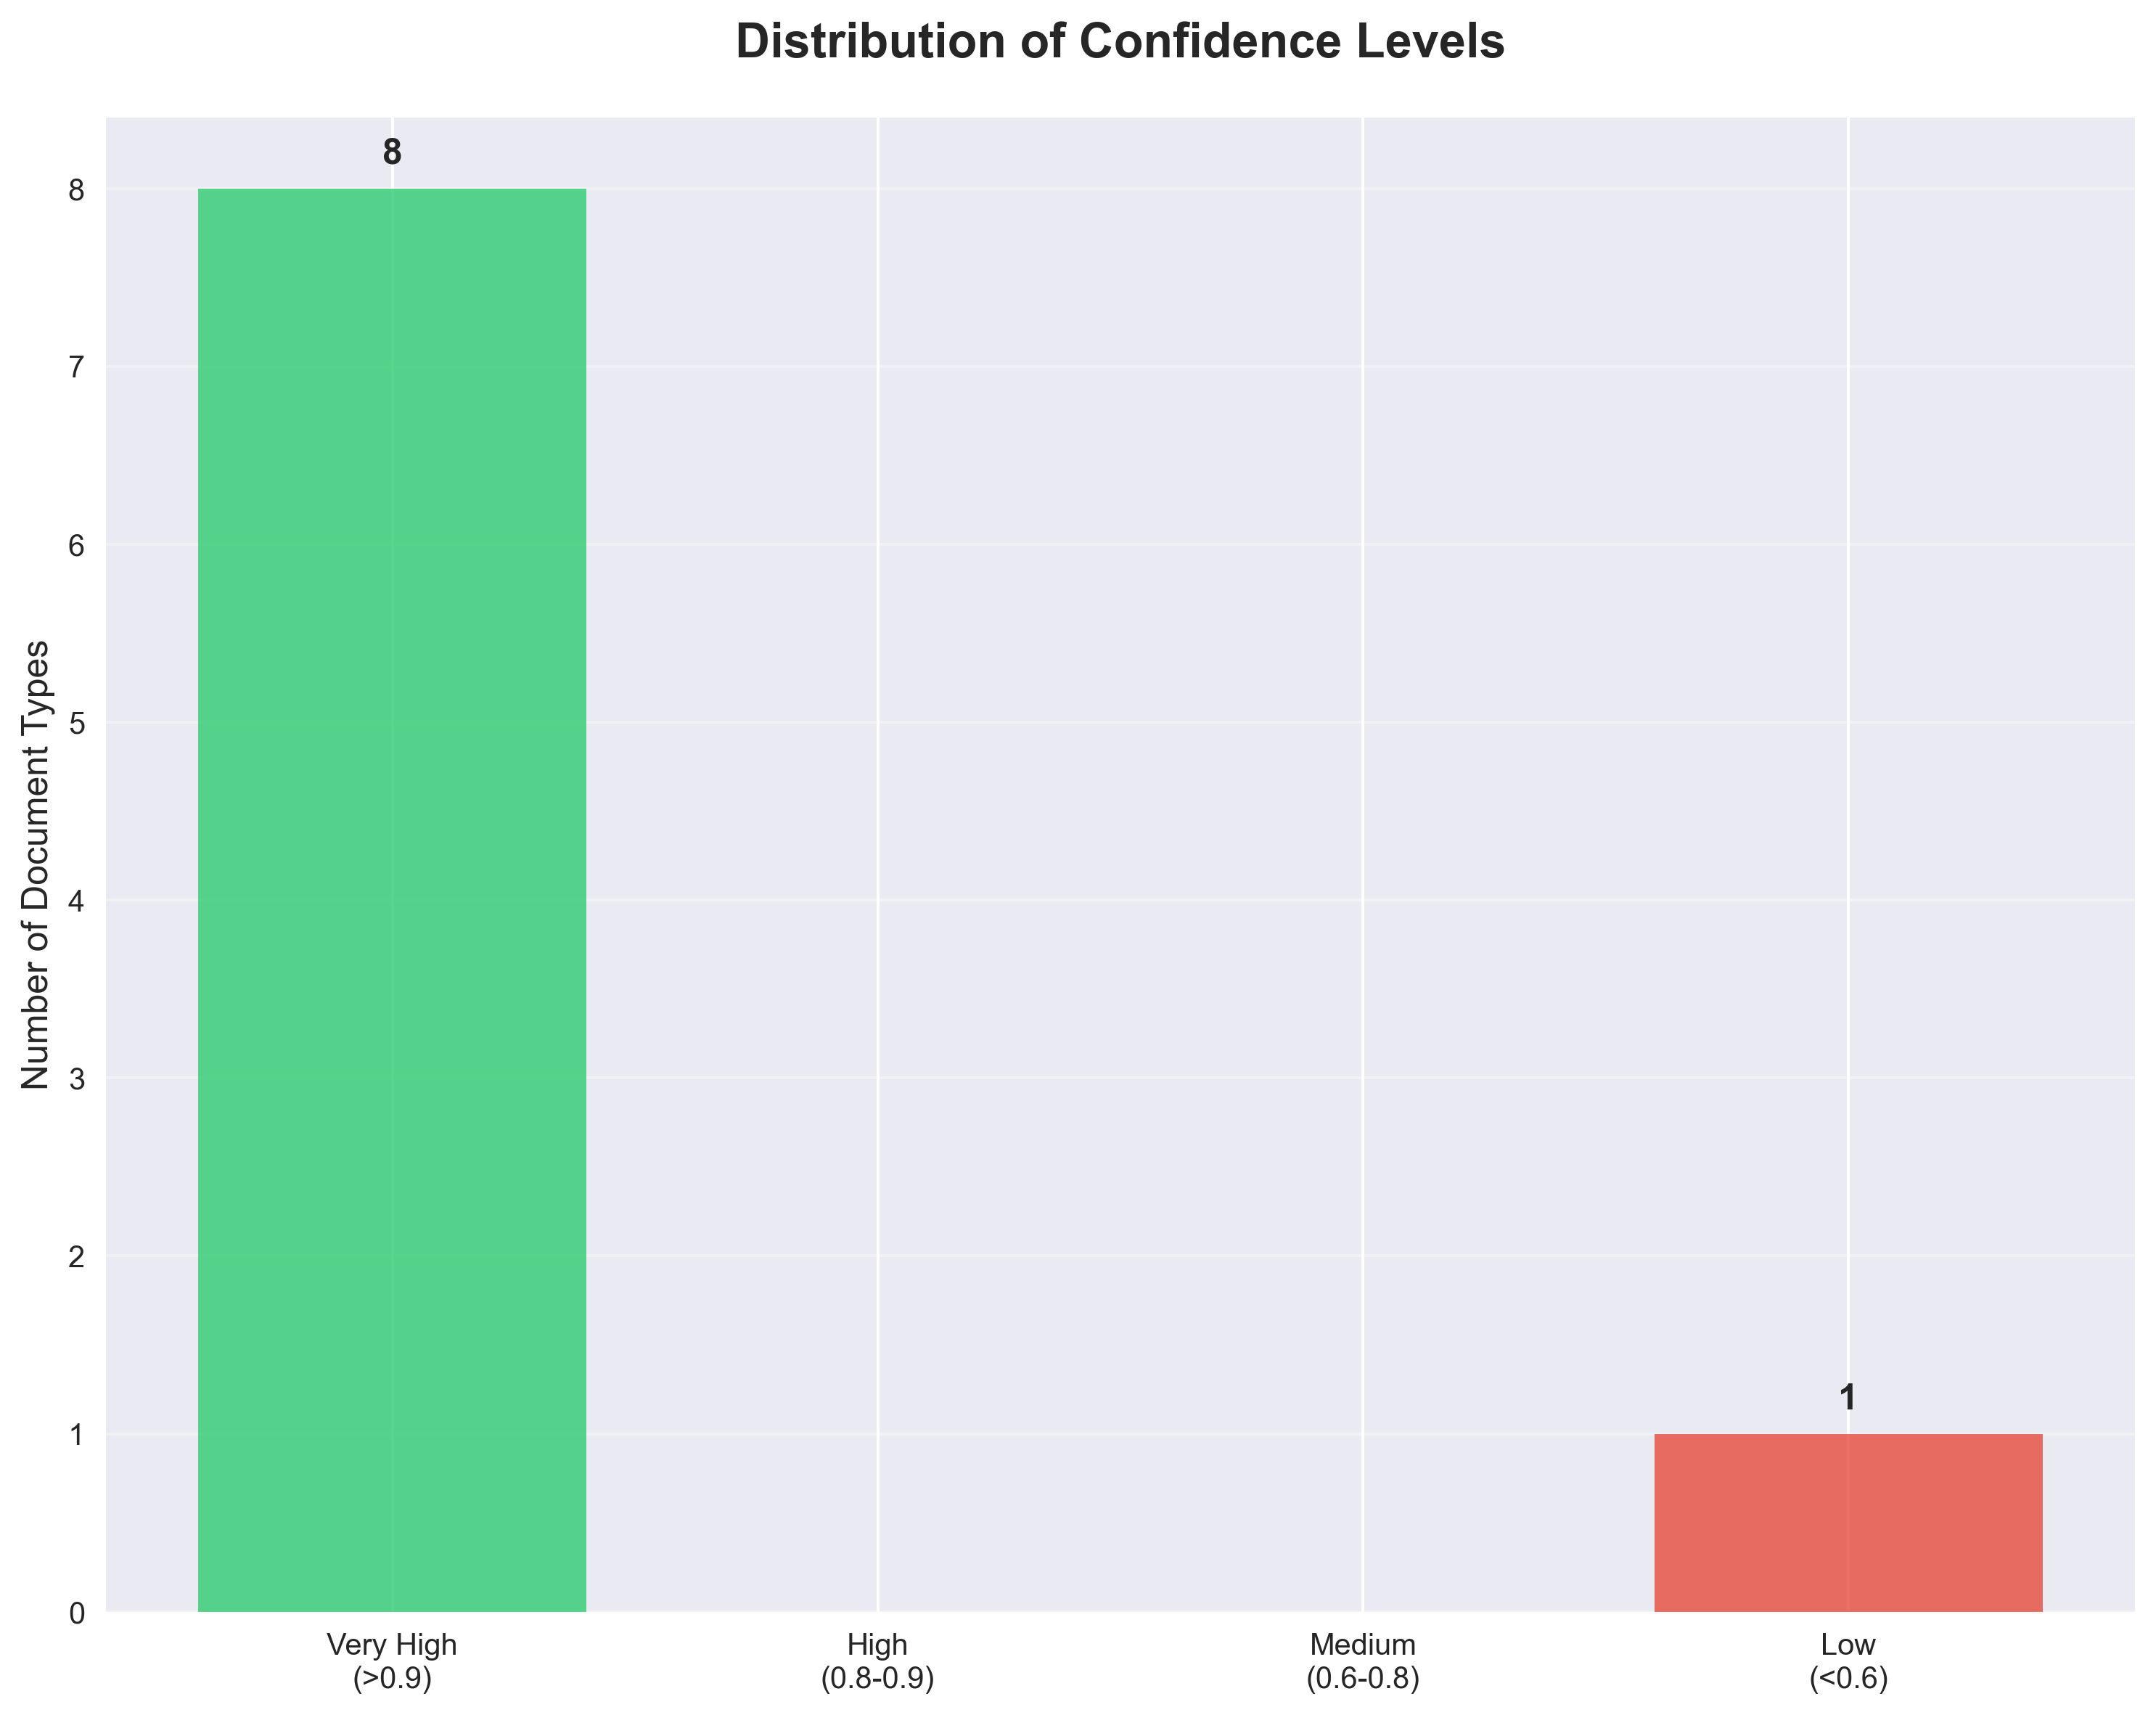 Distribution of Confidence Levels
8
8
7
6
5
4
3
2
1
0
1
Number of Document Types
Very High
(>0.9)
High
(0.8-0.9)
Medium
(0.6-0.8)
Low
(<0.6)